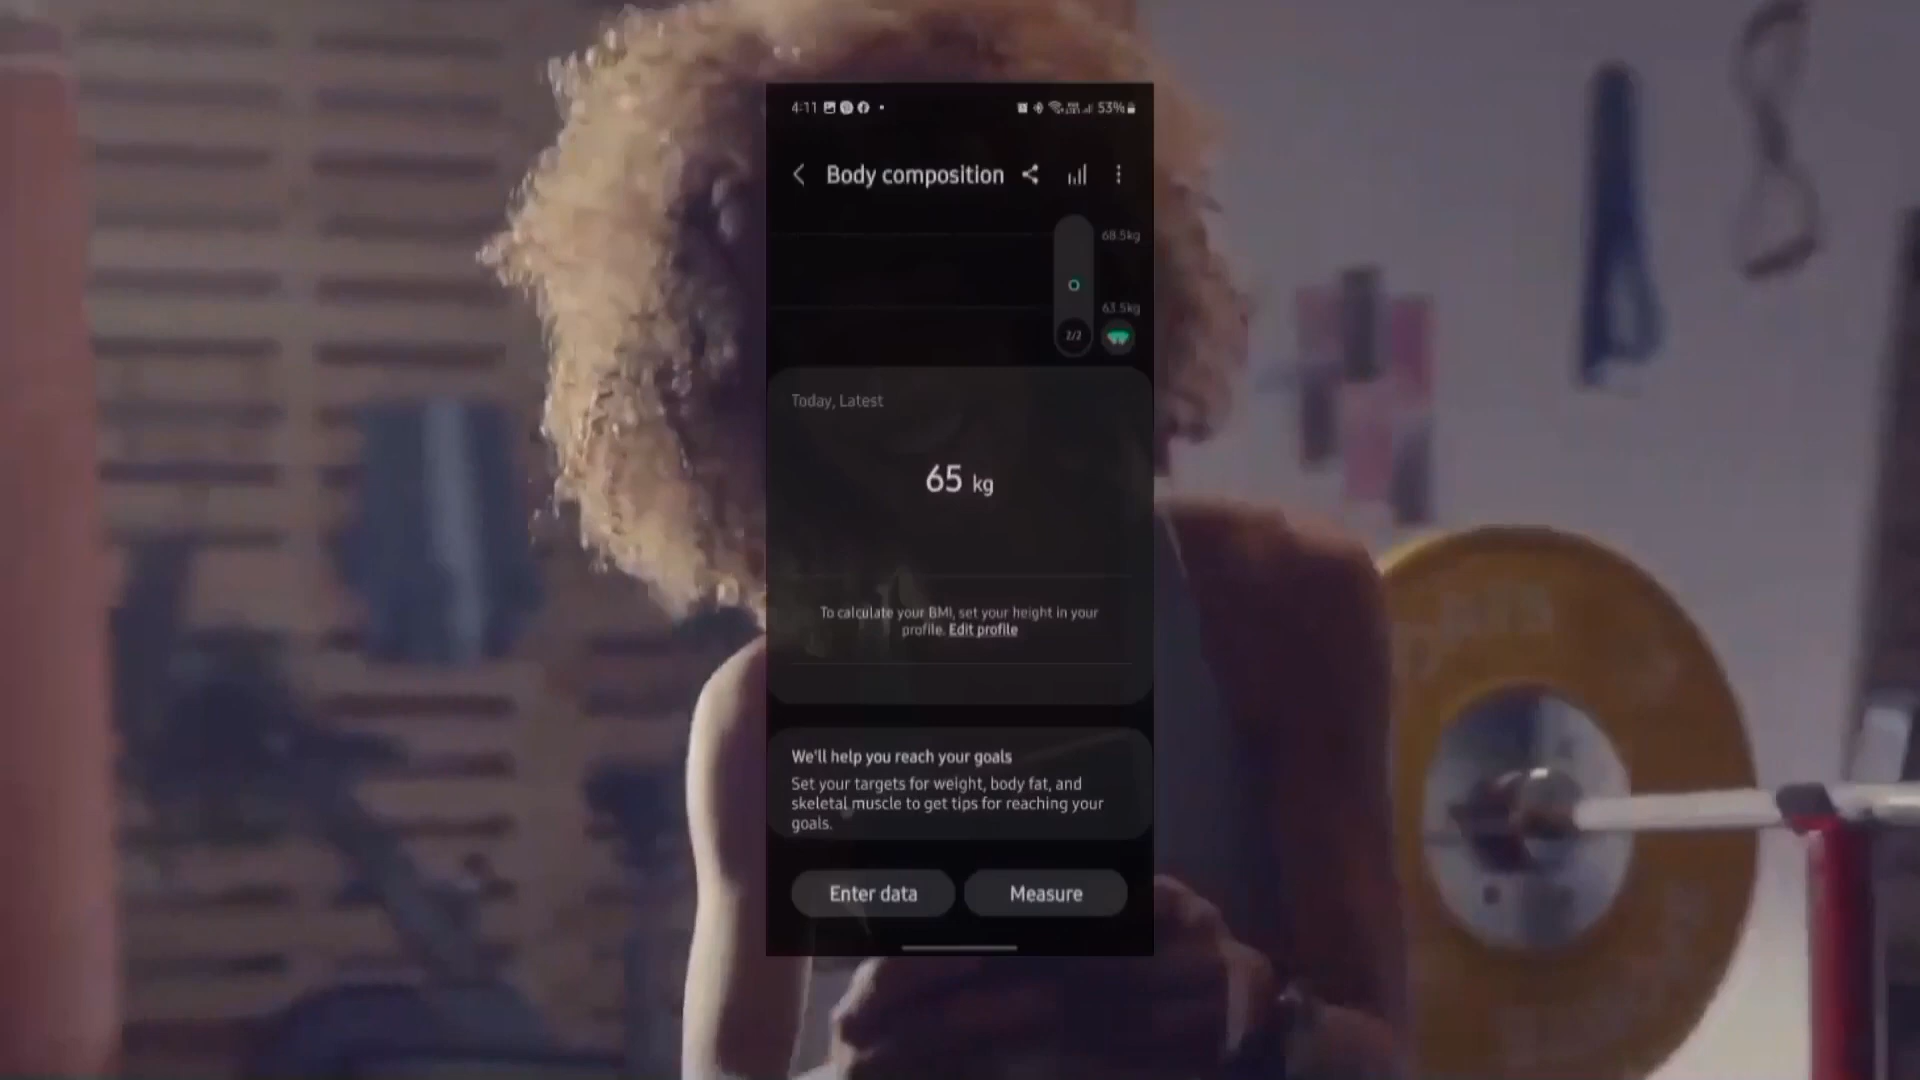 4:11
53%
Body composition
68.5kg
63.5kg
2/2
Today, Latest
65 kg
To calculate your BMI, set your height in your
profile. Edit profile
We'll help you reach your goals
Set your targets for weight, body fat, and
skeletal muscle to get tips for reaching your
goals.
Enter data
Measure